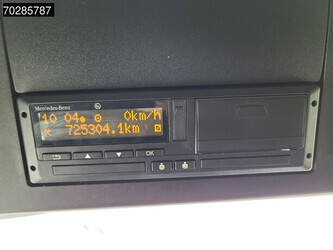 70285787
Mercedes-Benz
10 04 0km/h
725304.1km
OK